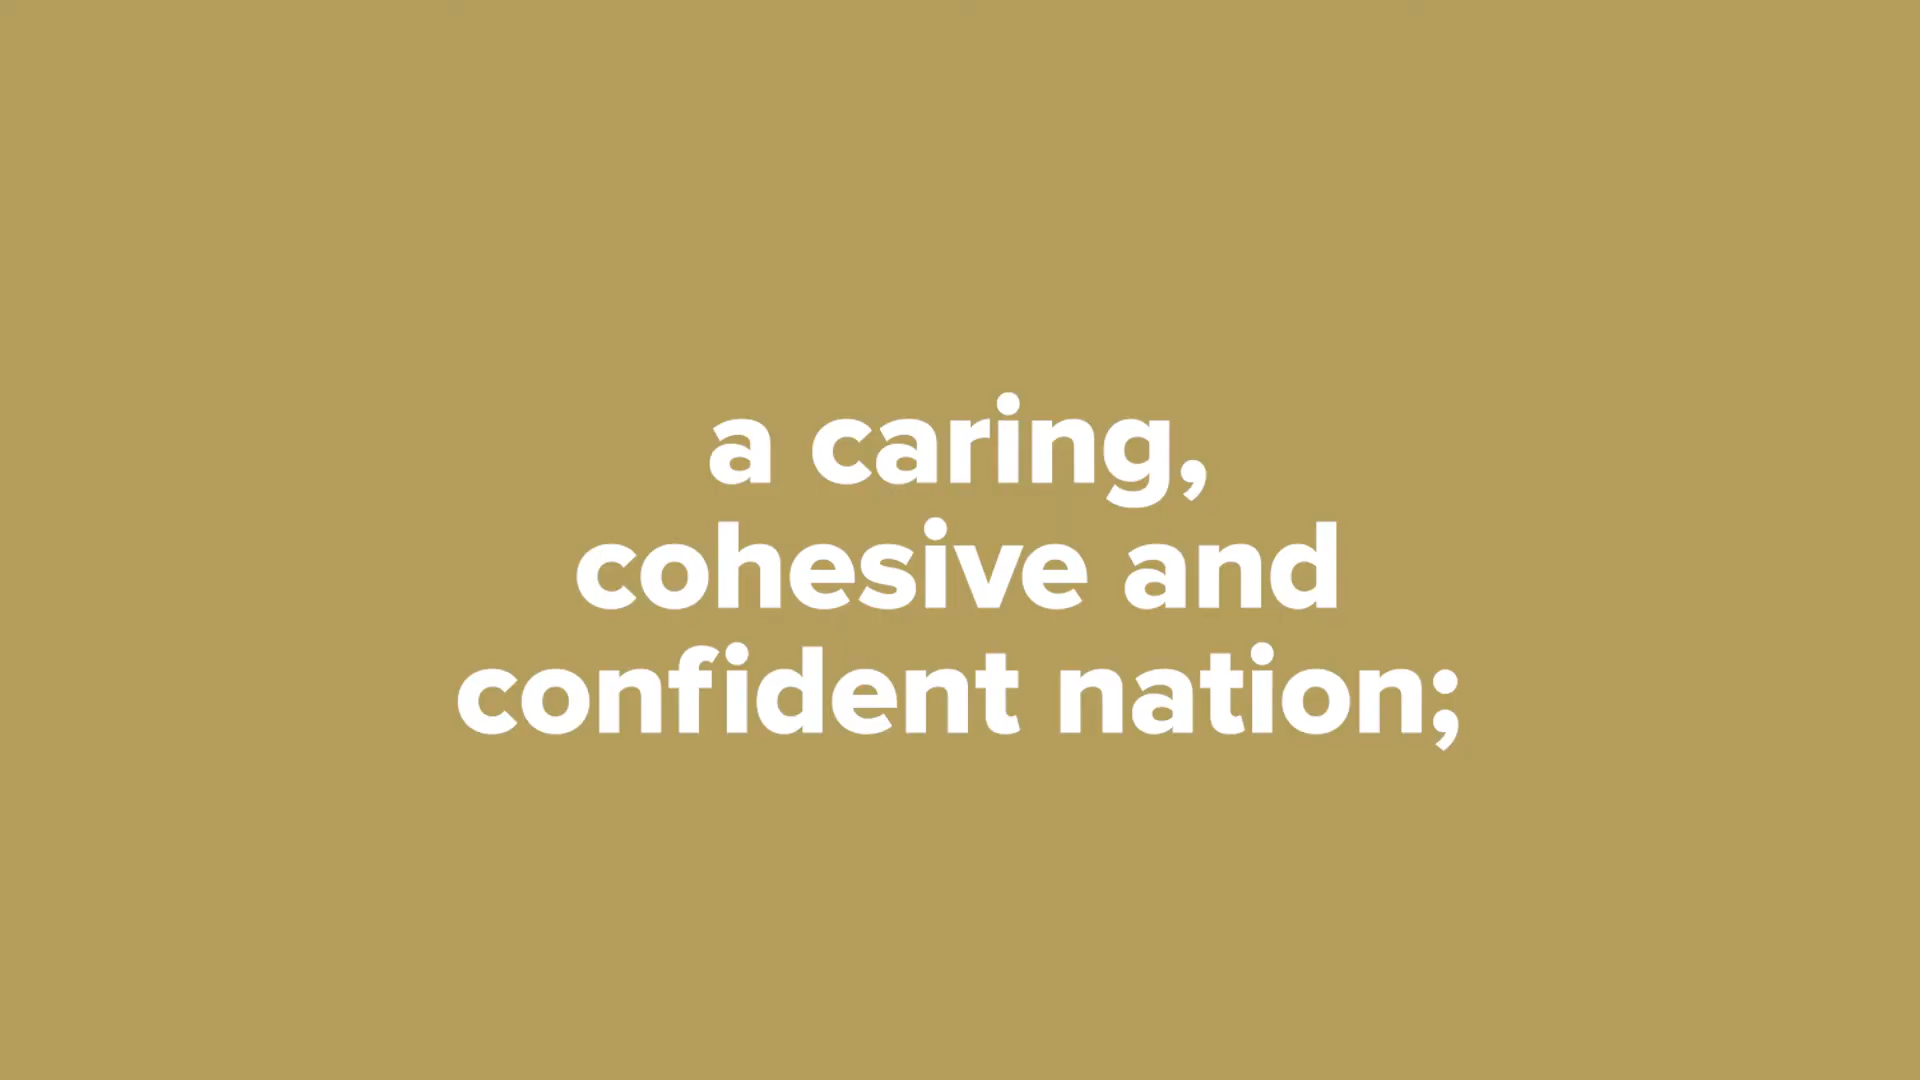 a caring,
cohesive and
confident nation;